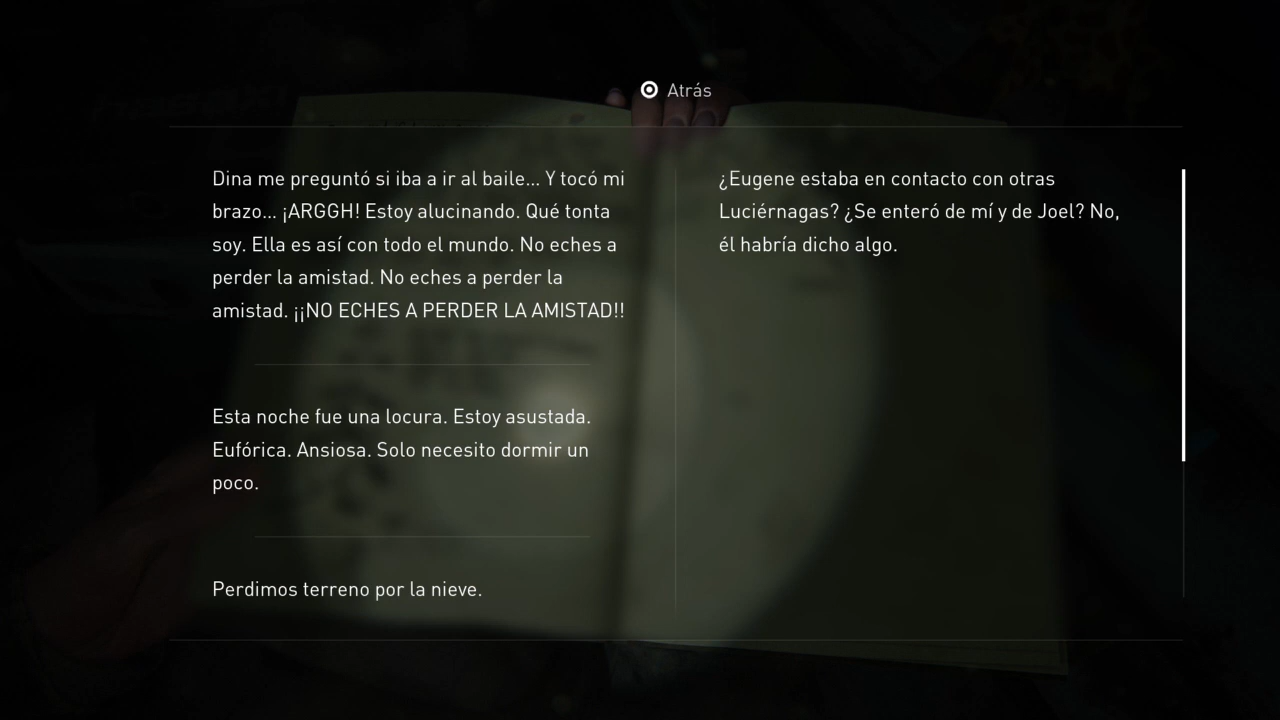 Atrás
Dina me preguntó si iba a ir al baile... Y tocó mi
brazo... ¡ARGGH! Estoy alucinando. Qué tonta
soy. Ella es así con todo el mundo. No eches a
perder la amistad. No eches a perder la
amistad. ¡¡NO ECHES A PERDER LA AMISTAD!!
Esta noche fue una locura. Estoy asustada.
Eufórica. Ansiosa. Solo necesito dormir un
poco.
Perdimos terreno por la nieve.
¿Eugene estaba en contacto con otras
Luciérnagas? ¿Se enteró de mí y de Joel? No,
él habría dicho algo.